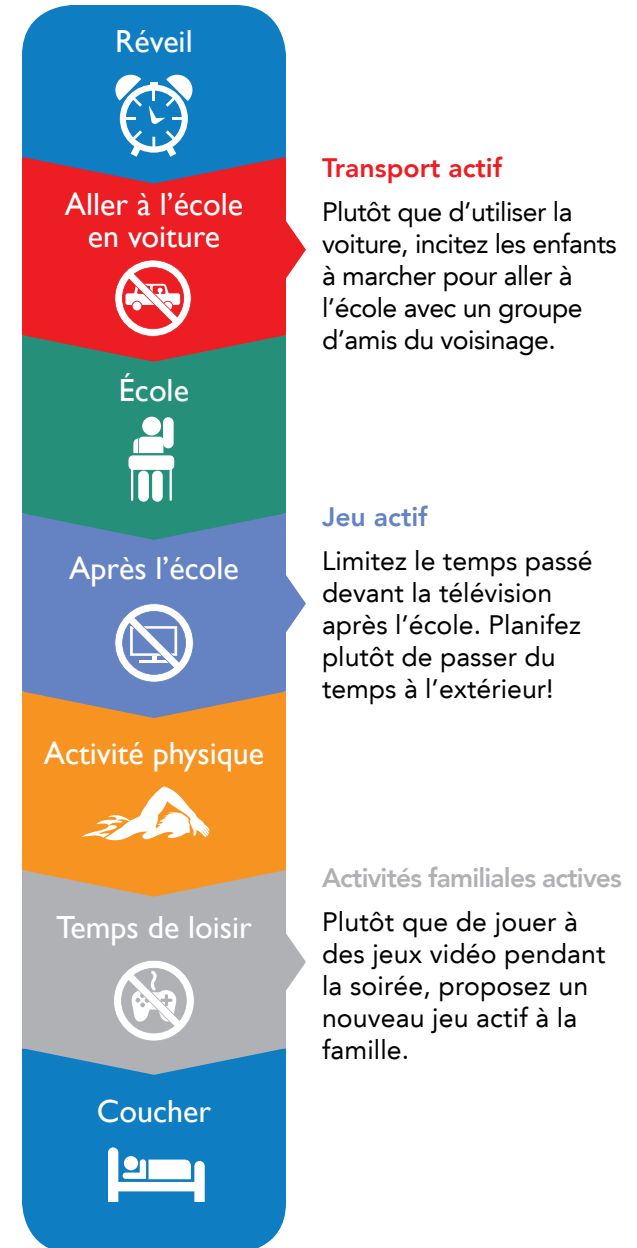 Réveil
Aller à l'école
en voiture
Transport actif
Plutôt que d'utiliser la
voiture, incitez les enfants
à marcher pour aller à
l'école avec un groupe
d'amis du voisinage.
École
Après l'école
Jeu actif
Limitez le temps passé
devant la télévision
après l'école. Planifez
plutôt de passer du
temps à l'extérieur!
Activité physique
Temps de loisir
Activités familiales actives
Plutôt que de jouer à
des jeux vidéo pendant
la soirée, proposez un
nouveau jeu actif à la
famille.
Coucher